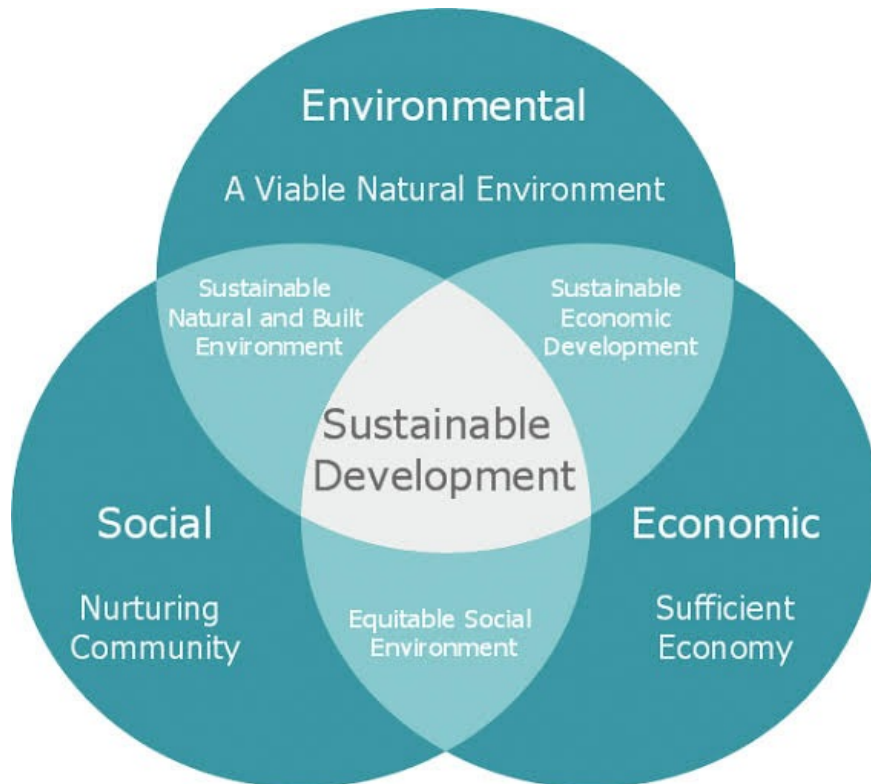 Environmental
A Viable Natural Environment
Sustainable
Natural and Built
Environment
Sustainable
Economic
Development
Sustainable
Development
Social
Nurturing
Community
Economic
Sufficient
Economy
Equitable Social
Environment